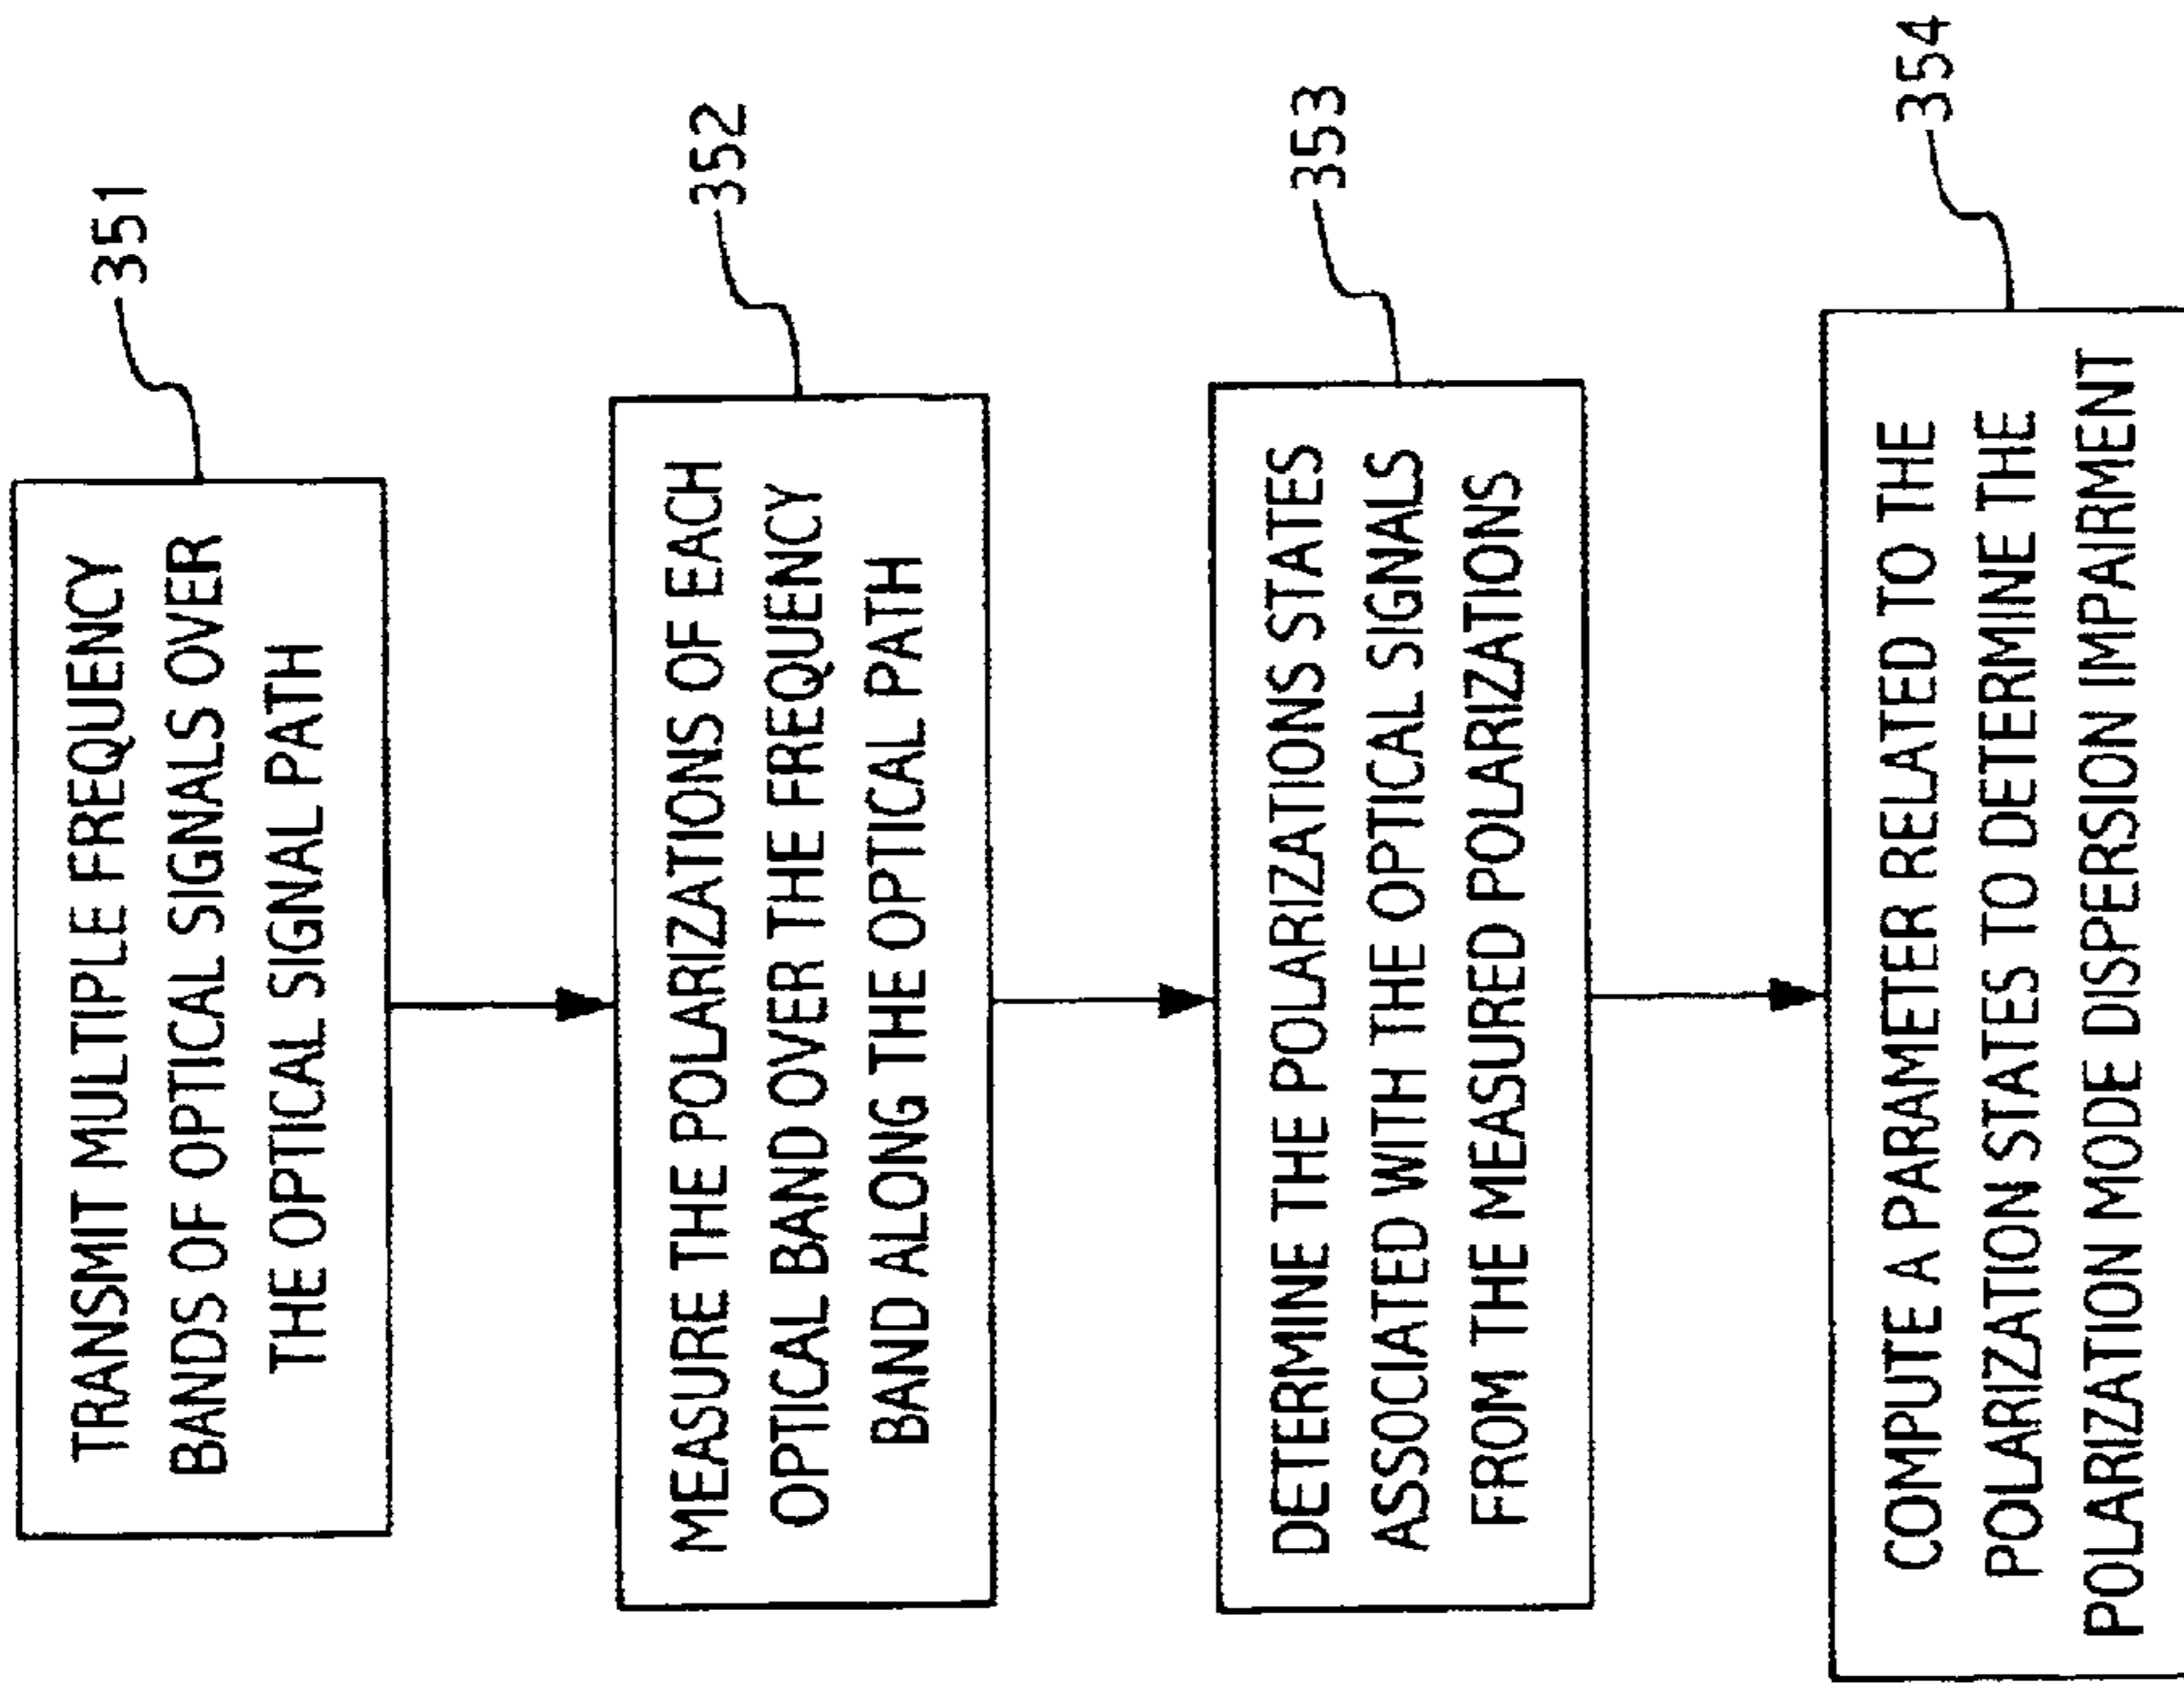 TRANSMIT MULTIPLE FREQUENCY
BANDS OF OPTICAL SIGNALS OVER
THE OPTICAL SIGNAL PATH
351
MEASURE THE POLARIZATIONS OF EACH
OPTICAL BAND OVER THE FREQUENCY
BAND ALONG THE OPTICAL PATH
352
DETERMINE THE POLARIZATIONS STATES
ASSOCIATED WITH THE OPTICAL SIGNALS
FROM THE MEASURED POLARIZATIONS
353
COMPUTE A PARAMETER RELATED TO THE
POLARIZATION STATES TO DETERMINE THE
POLARIZATION MODE DISPERSION IMPAIRMENT
354